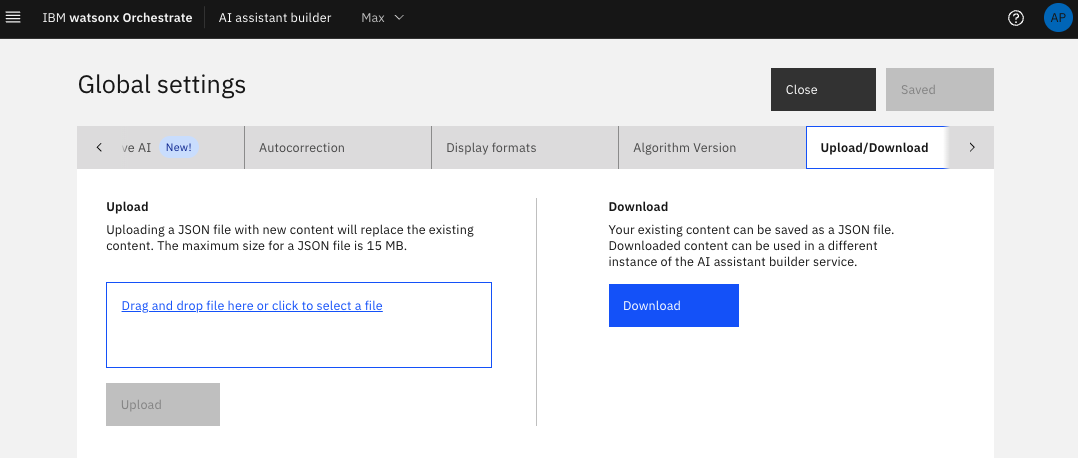 IBM watsonx Orchestrate
AI assistant builder
Max
AP
Global settings
Close
Saved
ve AI New!
Autocorrection
Display formats
Algorithm Version
Upload/Download
Upload
Uploading a JSON file with new content will replace the existing
content. The maximum size for a JSON file is 15 MB.
Drag and drop file here or click to select a file
Upload
Download
Your existing content can be saved as a JSON file.
Downloaded content can be used in a different
instance of the AI assistant builder service.
Download